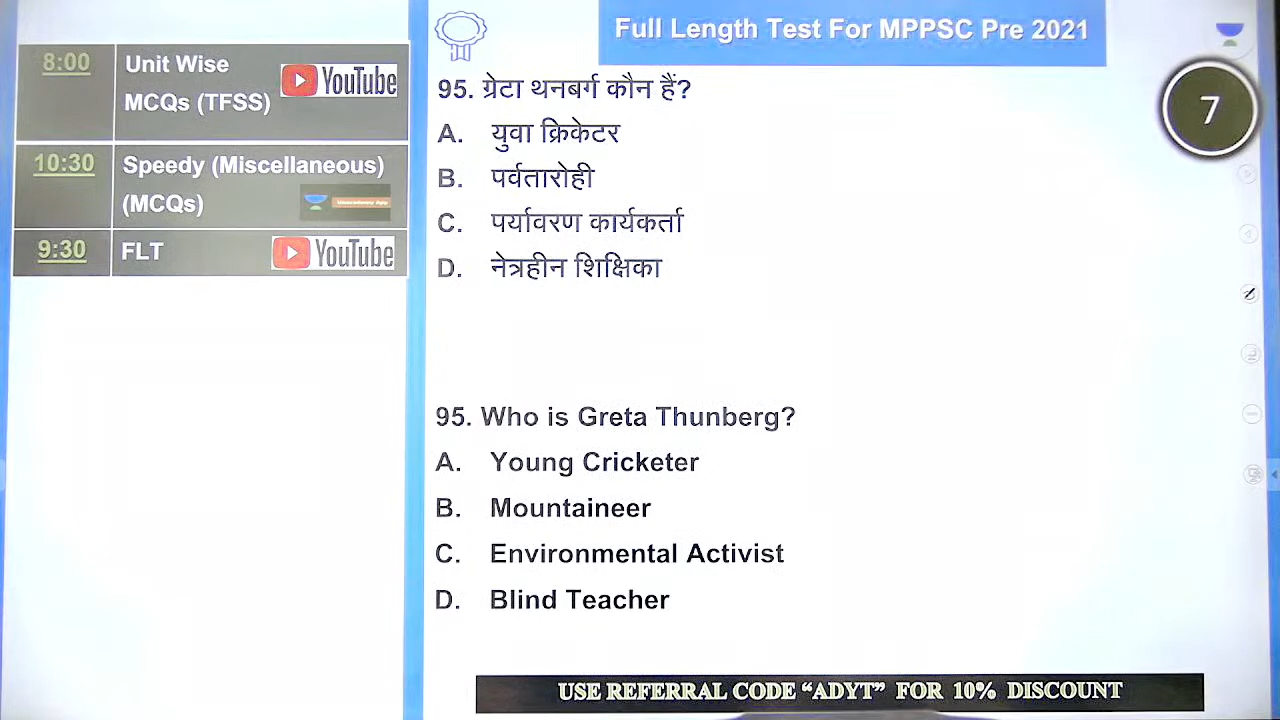 8:00
Unit Wise
MCQs (TFSS)
YouTube
10:30
Speedy (Miscellaneous)
(MCQs)
9:30
FLT
YouTube
Full Length Test For MPPSC Pre 2021
7
95. ग्रेटा थनबर्ग कौन हैं?
A. युवा क्रिकेटर
B. पर्वतारोही
C. पर्यावरण कार्यकर्ता
D. नेत्रहीन शिक्षिका
95. Who is Greta Thunberg?
A. Young Cricketer
B. Mountaineer
C. Environmental Activist
D. Blind Teacher
USE REFERRAL CODE “ADYT” FOR 10% DISCOUNT